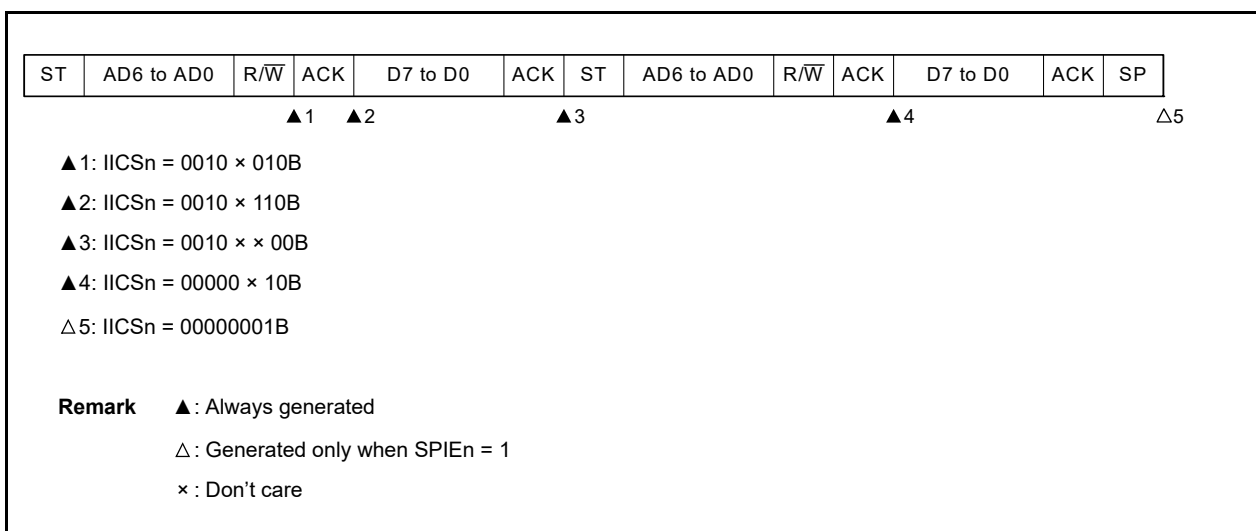 ST AD6 to AD0 R/W̅ ACK D7 to D0 ACK ST AD6 to AD0 R/W̅ ACK D7 to D0 ACK SP
▲1 ▲2 ▲3 ▲4 △5
▲1: IICSn = 0010 × 010B
▲2: IICSn = 0010 × 110B
▲3: IICSn = 0010 × × 00B
▲4: IICSn = 00000 × 10B
△5: IICSn = 00000001B
Remark ▲: Always generated
△: Generated only when SPIEn = 1
×: Don’t care